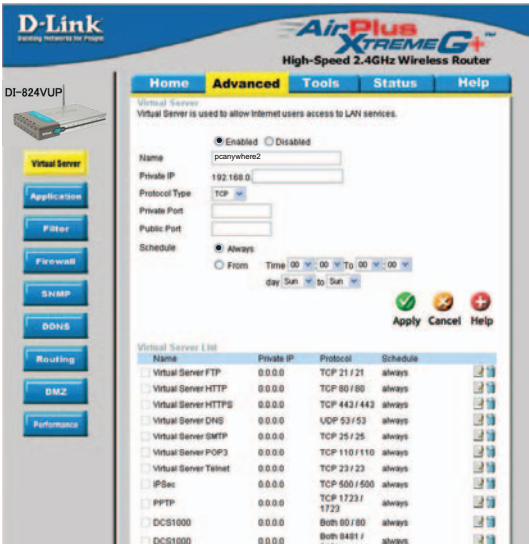 D-Link
Building Networks for People
AirPlus
XTREME G+™
High-Speed 2.4GHz Wireless Router
DI-824VUP
Home Advanced Tools Status Help
Virtual Server
Virtual Server is used to allow Internet users access to LAN services.
Enabled Disabled
Name pcanywhere2
Private IP 192.168.0.
Protocol Type TCP
Private Port
Public Port
Schedule Always
From Time 00 : 00 To 00 : 00
day Sun to Sun
Apply Cancel Help
Virtual Server
Application
Filter
Firewall
SNMP
DDNS
Routing
DMZ
Performance
Virtual Server List
Name Private IP Protocol Schedule
Virtual Server FTP 0.0.0.0 TCP 21 / 21 always
Virtual Server HTTP 0.0.0.0 TCP 80 / 80 always
Virtual Server HTTPS 0.0.0.0 TCP 443 / 443 always
Virtual Server DNS 0.0.0.0 UDP 53 / 53 always
Virtual Server SMTP 0.0.0.0 TCP 25 / 25 always
Virtual Server POP3 0.0.0.0 TCP 110 / 110 always
Virtual Server Telnet 0.0.0.0 TCP 23 / 23 always
IPSec 0.0.0.0 TCP 500 / 500 always
PPTP 0.0.0.0 TCP 1723 / 1723 always
DCS1000 0.0.0.0 Both 80 / 80 always
DCS1000 0.0.0.0 Both 8481 / always